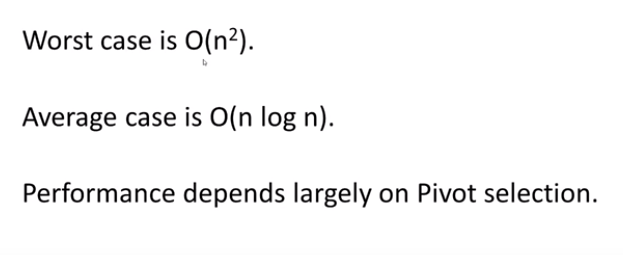 Worst case is O(n²).
Average case is O(n log n).
Performance depends largely on Pivot selection.